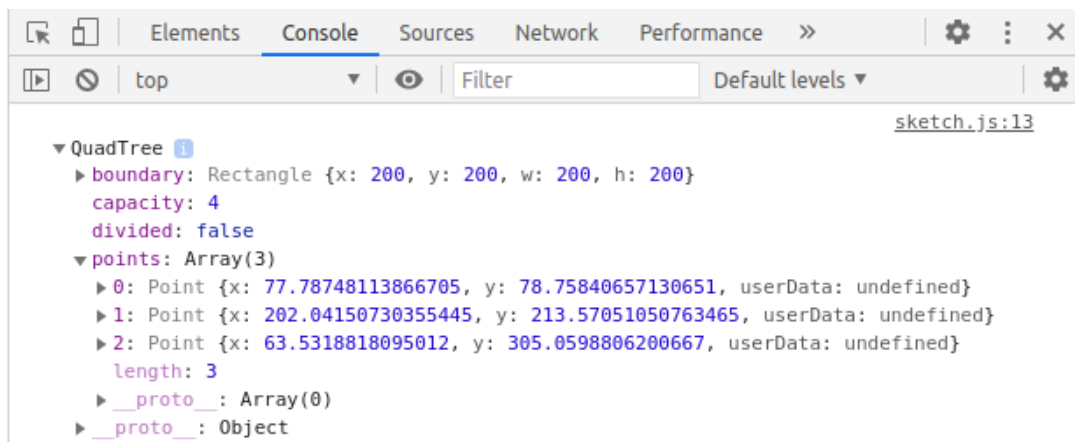 Elements Console Sources Network Performance »
top ▼ Filter Default levels ▼
sketch.js:13
▼QuadTree i
▶boundary: Rectangle {x: 200, y: 200, w: 200, h: 200}
capacity: 4
divided: false
▼points: Array(3)
▶0: Point {x: 77.78748113866705, y: 78.75840657130651, userData: undefined}
▶1: Point {x: 202.04150730355445, y: 213.57051050763465, userData: undefined}
▶2: Point {x: 63.5318818095012, y: 305.0598806200667, userData: undefined}
length: 3
▶__proto__: Array(0)
▶__proto__: Object